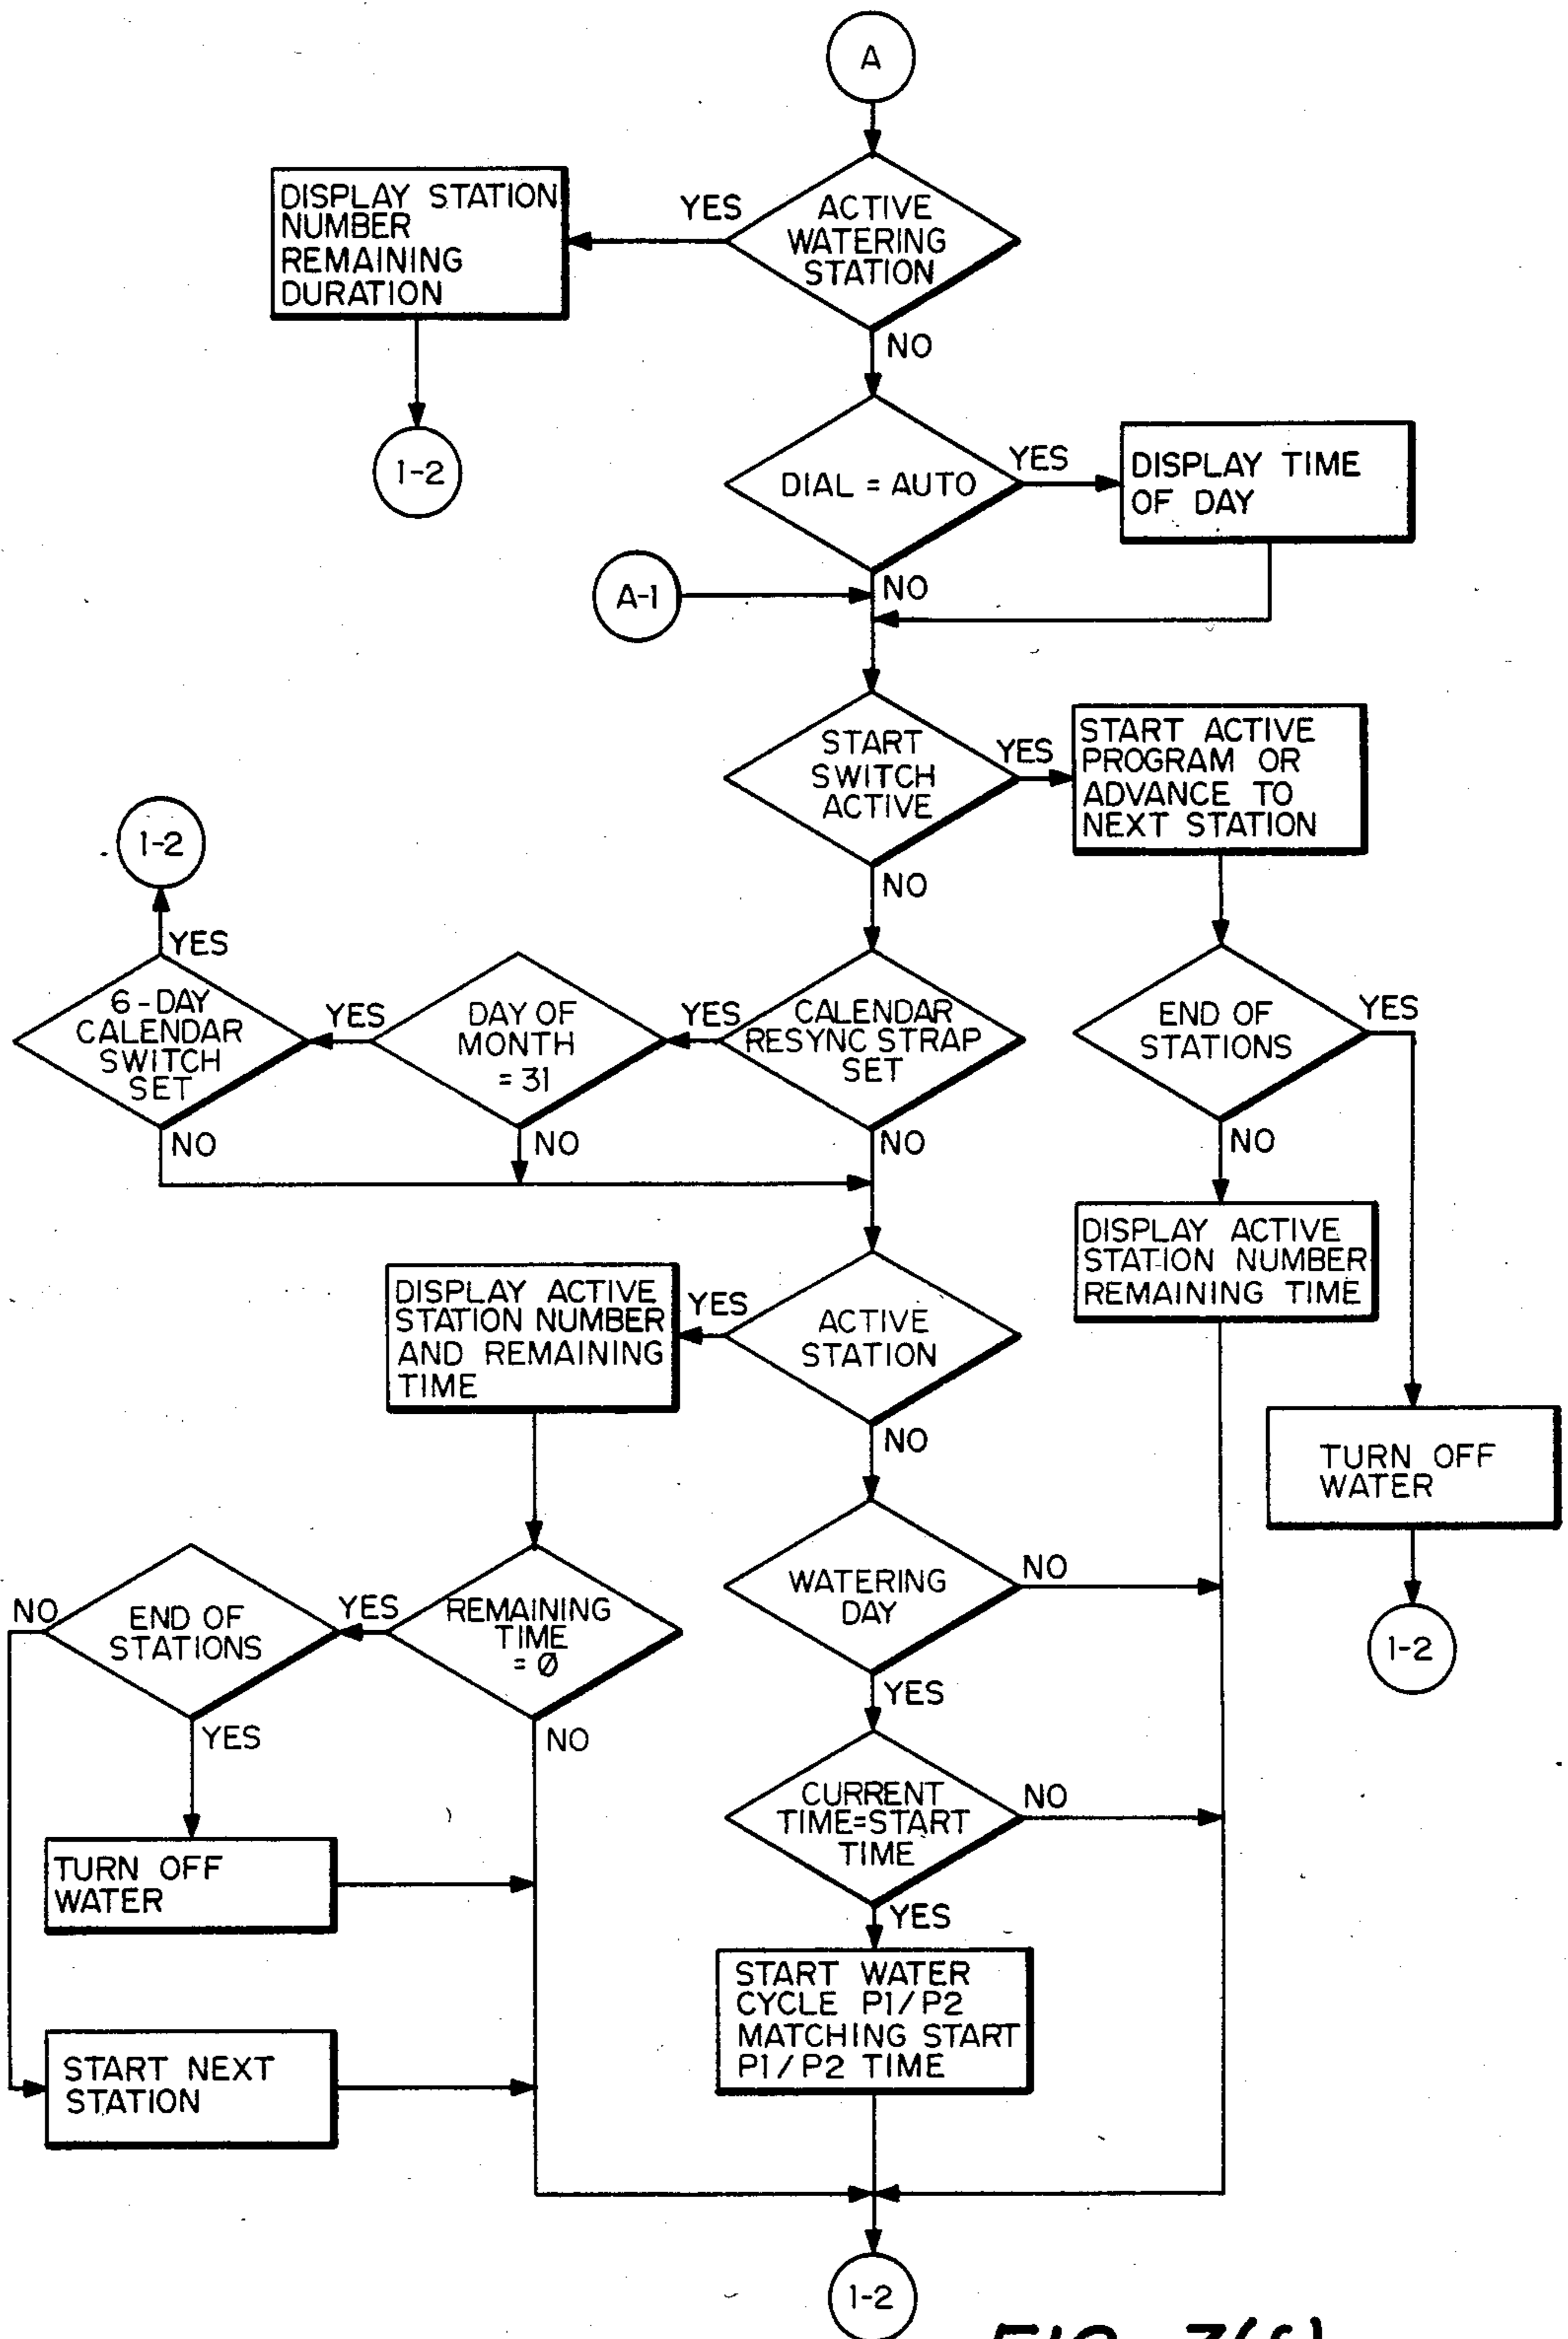 A
DISPLAY STATION
NUMBER
REMAINING
DURATION
YES
ACTIVE
WATERING
STATION
NO
1-2
DIAL = AUTO
YES
DISPLAY TIME
OF DAY
A-1
NO
START
SWITCH
ACTIVE
YES
START ACTIVE
PROGRAM OR
ADVANCE TO
NEXT STATION
NO
1-2
YES
6-DAY
CALENDAR
SWITCH
SET
YES
DAY OF
MONTH
= 31
YES
CALENDAR
RESYNC STRAP
SET
END OF
STATIONS
YES
NO
NO
NO
NO
DISPLAY ACTIVE
STATION NUMBER
REMAINING TIME
DISPLAY ACTIVE
STATION NUMBER
AND REMAINING
TIME
YES
ACTIVE
STATION
NO
TURN OFF
WATER
1-2
WATERING
DAY
NO
YES
NO
END OF
STATIONS
YES
REMAINING
TIME
= Ø
YES
NO
CURRENT
TIME=START
TIME
NO
YES
TURN OFF
WATER
START WATER
CYCLE P1/P2
MATCHING START
P1/P2 TIME
START NEXT
STATION
1-2
FIG. 3(f)